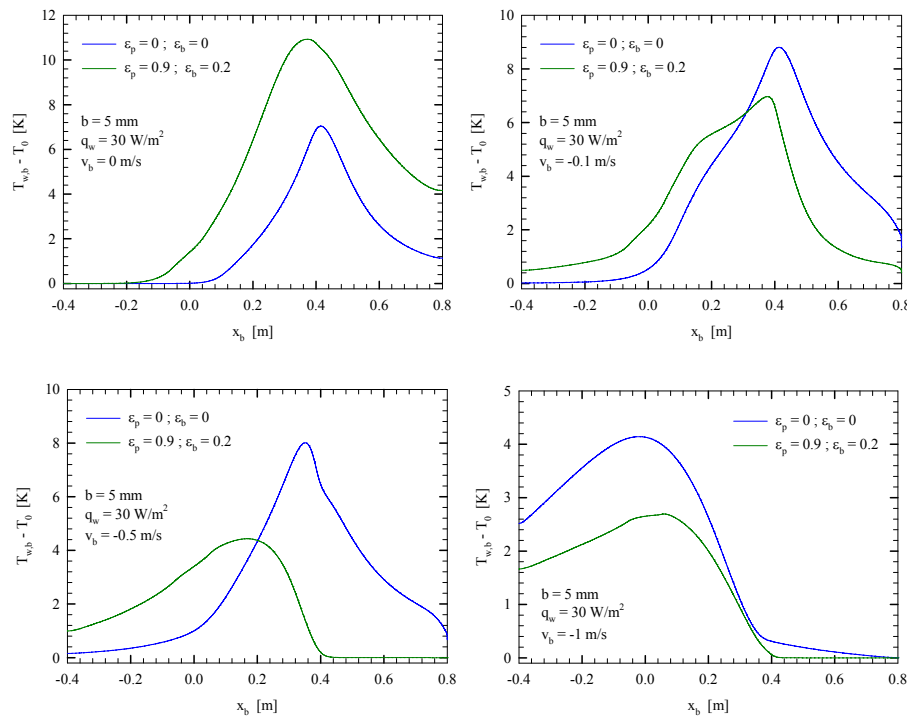 12
10
8
6
4
2
0
T_w,b - T_0 [K]
ε_p = 0 ; ε_b = 0
ε_p = 0.9 ; ε_b = 0.2
b = 5 mm
q_w = 30 W/m²
v_b = 0 m/s
-0.4 -0.2 0.0 0.2 0.4 0.6 0.8
x_b [m]
10
8
6
4
2
0
T_w,b - T_0 [K]
ε_p = 0 ; ε_b = 0
ε_p = 0.9 ; ε_b = 0.2
b = 5 mm
q_w = 30 W/m²
v_b = -0.1 m/s
-0.4 -0.2 0.0 0.2 0.4 0.6 0.8
x_b [m]
10
8
6
4
2
0
T_w,b - T_0 [K]
ε_p = 0 ; ε_b = 0
ε_p = 0.9 ; ε_b = 0.2
b = 5 mm
q_w = 30 W/m²
v_b = -0.5 m/s
-0.4 -0.2 0.0 0.2 0.4 0.6 0.8
x_b [m]
5
4
3
2
1
0
T_w,b - T_0 [K]
ε_p = 0 ; ε_b = 0
ε_p = 0.9 ; ε_b = 0.2
b = 5 mm
q_w = 30 W/m²
v_b = -1 m/s
-0.4 -0.2 0.0 0.2 0.4 0.6 0.8
x_b [m]